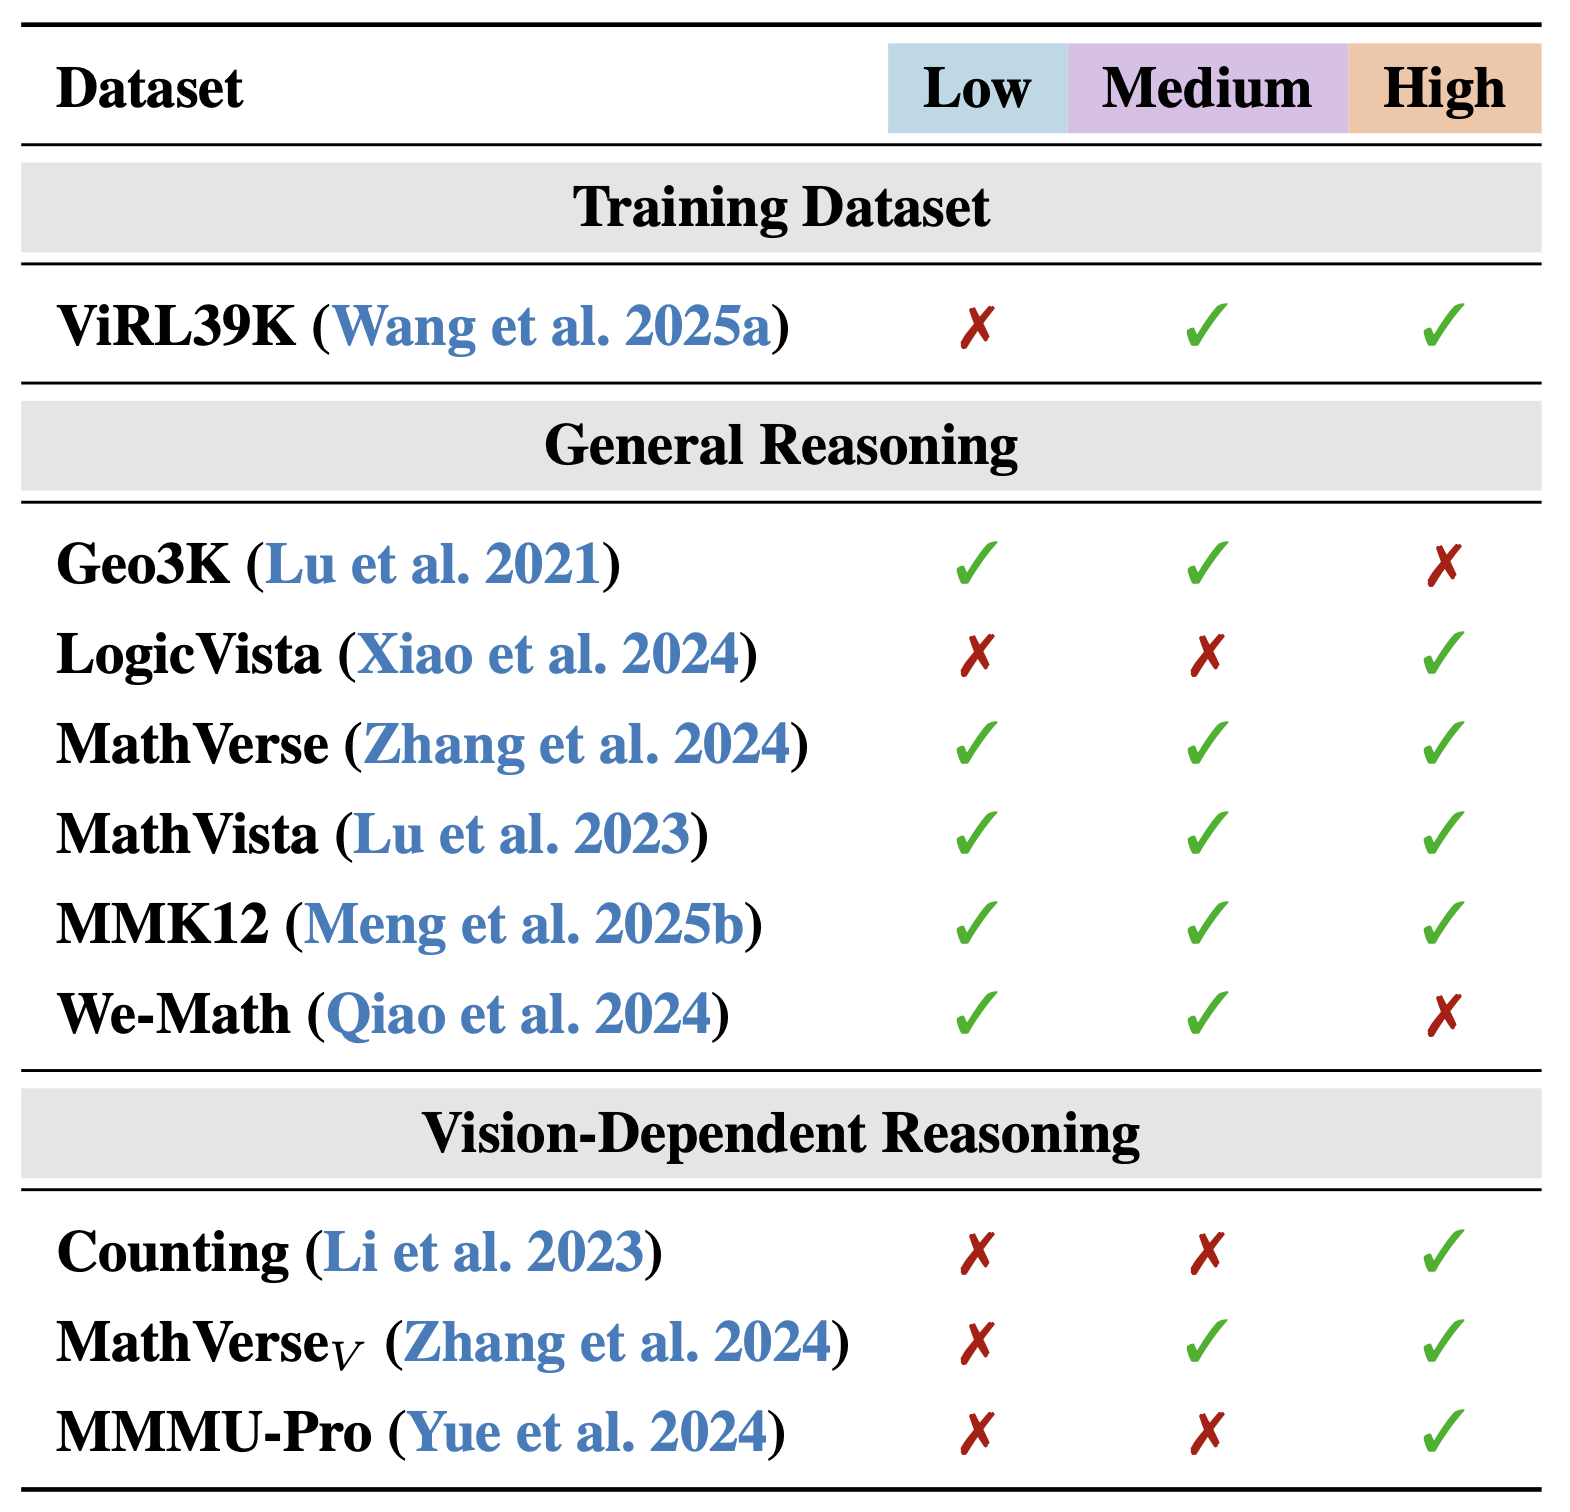 Dataset Low Medium High
Training Dataset
ViRL39K (Wang et al. 2025a) ✗ ✓ ✓
General Reasoning
Geo3K (Lu et al. 2021) ✓ ✓ ✗
LogicVista (Xiao et al. 2024) ✗ ✗ ✓
MathVerse (Zhang et al. 2024) ✓ ✓ ✓
MathVista (Lu et al. 2023) ✓ ✓ ✓
MMK12 (Meng et al. 2025b) ✓ ✓ ✓
We-Math (Qiao et al. 2024) ✓ ✓ ✗
Vision-Dependent Reasoning
Counting (Li et al. 2023) ✗ ✗ ✓
MathVerseV (Zhang et al. 2024) ✗ ✓ ✓
MMMU-Pro (Yue et al. 2024) ✗ ✗ ✓